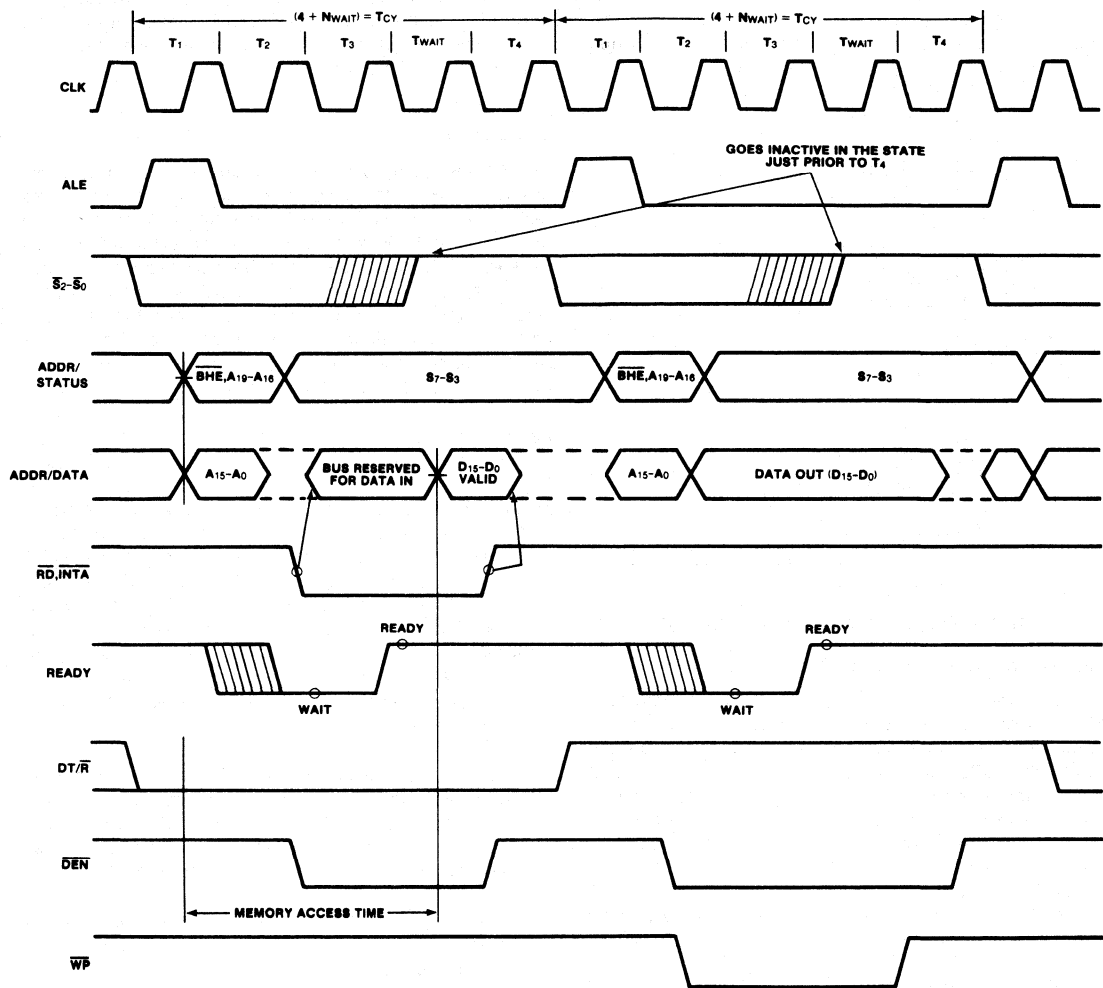 (4 + NWAIT) = TCY (4 + NWAIT) = TCY
T1 T2 T3 TWAIT T4 T1 T2 T3 TWAIT T4
CLK
GOES INACTIVE IN THE STATE
JUST PRIOR TO T4
ALE
S̅2-S̅0
ADDR/
STATUS
B̅H̅E̅,A19-A16 S7-S3 B̅H̅E̅,A19-A16 S7-S3
ADDR/DATA
A15-A0
BUS RESERVED
FOR DATA IN
D15-D0
VALID
A15-A0
DATA OUT (D15-D0)
R̅D̅,I̅N̅T̅A̅
READY READY
READY
WAIT WAIT
DT/R̅
D̅E̅N̅
MEMORY ACCESS TIME
W̅P̅